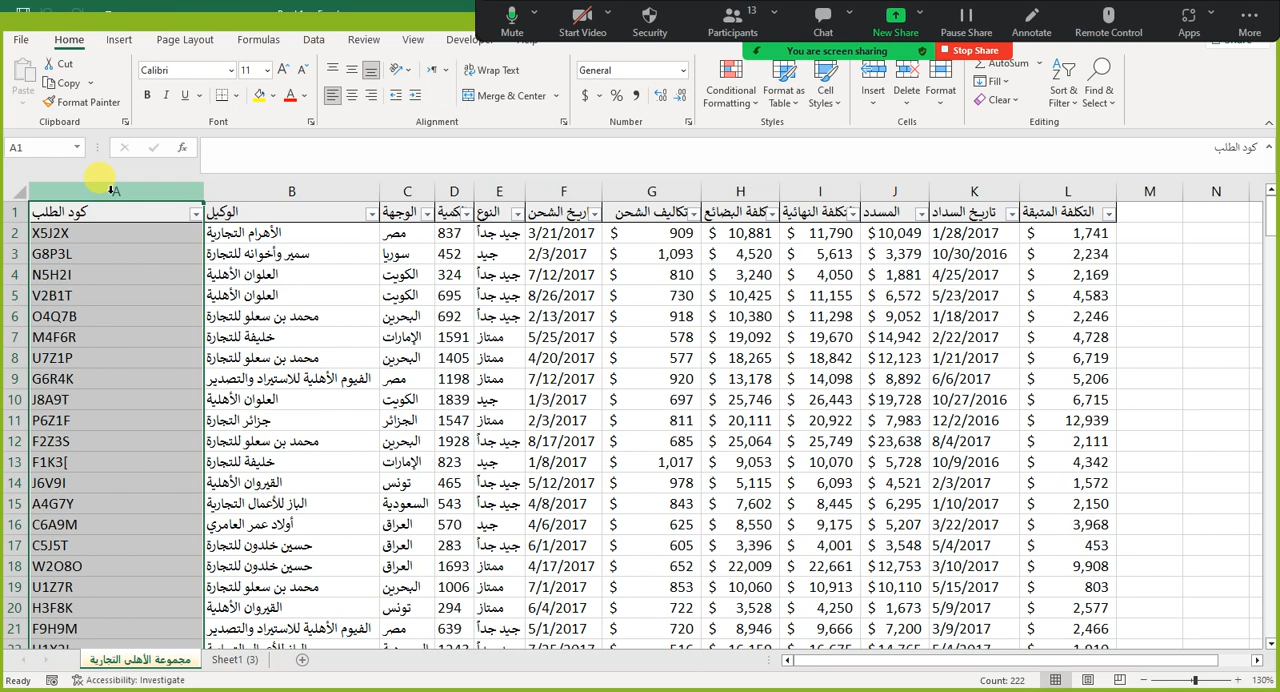 Mute
Start Video
Security
Participants 13
Chat
New Share
Pause Share
Annotate
Remote Control
Apps
More
You are screen sharing
Stop Share
File Home Insert Page Layout Formulas Data Review View
Paste
Cut
Copy
Format Painter
Clipboard
Calibri 11
B I U
Font
Wrap Text
Merge & Center
Alignment
General
$ % ,
Number
Conditional Formatting
Format as Table
Cell Styles
Styles
Insert Delete Format
Cells
AutoSum
Fill
Clear
Sort & Filter
Find & Select
Editing
A1 fx كود الطلب
A B C D E F G H I J K L M N
1 كود الطلب الوكيل الوجهة الكمية النوع تاريخ الشحن تكاليف الشحن المسدد تاريخ السداد التكلفة المتبقة
2 X5J2X الأهرام التجارية مصر 837 جيد جداً 3/21/2017 $ 909 $ 10,881 $ 11,790 $ 10,049 1/28/2017 $ 1,741
3 G8P3L سمير وأخوانه للتجارة سوريا 452 جيد 2/3/2017 $ 1,093 $ 4,520 $ 5,613 $ 3,379 10/30/2016 $ 2,234
4 N5H2I العلوان الأهلية الكويت 324 جيد جداً 7/12/2017 $ 810 $ 3,240 $ 4,050 $ 1,881 4/25/2017 $ 2,169
5 V2B1T العلوان الأهلية الكويت 695 جيد جداً 8/26/2017 $ 730 $ 10,425 $ 11,155 $ 6,572 5/23/2017 $ 4,583
6 O4Q7B محمد بن سعلو للتجارة البحرين 692 جيد جداً 2/13/2017 $ 918 $ 10,380 $ 11,298 $ 9,052 1/18/2017 $ 2,246
7 M4F6R خليفة للتجارة الإمارات 1591 ممتاز 5/25/2017 $ 578 $ 19,092 $ 19,670 $ 14,942 2/22/2017 $ 4,728
8 U7Z1P محمد بن سعلو للتجارة البحرين 1405 ممتاز 4/20/2017 $ 577 $ 18,265 $ 18,842 $ 12,123 1/21/2017 $ 6,719
9 G6R4K الفيوم الأهلية للاستيراد والتصدير مصر 1198 ممتاز 7/12/2017 $ 920 $ 13,178 $ 14,098 $ 8,892 6/6/2017 $ 5,206
10 J8A9T العلوان الأهلية الكويت 1839 جيد 1/3/2017 $ 697 $ 25,746 $ 26,443 $ 19,728 10/27/2016 $ 6,715
11 P6Z1F جزائر التجارة الجزائر 1547 ممتاز 2/3/2017 $ 811 $ 20,111 $ 20,922 $ 7,983 12/2/2016 $ 12,939
12 F2Z3S محمد بن سعلو للتجارة البحرين 1928 جيد جداً 8/17/2017 $ 685 $ 25,064 $ 25,749 $ 23,638 8/4/2017 $ 2,111
13 F1K3[ خليفة للتجارة الإمارات 823 جيد 1/8/2017 $ 1,017 $ 9,053 $ 10,070 $ 5,728 10/9/2016 $ 4,342
14 J6V9I القيروان الأهلية تونس 465 جيد جداً 5/12/2017 $ 978 $ 5,115 $ 6,093 $ 4,521 2/3/2017 $ 1,572
15 A4G7Y الباز للأعمال التجارية السعودية 543 جيد جداً 4/8/2017 $ 843 $ 7,602 $ 8,445 $ 6,295 1/10/2017 $ 2,150
16 C6A9M أولاد عمر العامري العراق 570 جيد 4/6/2017 $ 625 $ 8,550 $ 9,175 $ 5,207 3/22/2017 $ 3,968
17 C5J5T حسين خلدون للتجارة العراق 283 جيد جداً 6/1/2017 $ 605 $ 3,396 $ 4,001 $ 3,548 5/4/2017 $ 453
18 W2O8O حسين خلدون للتجارة العراق 1693 ممتاز 4/17/2017 $ 652 $ 22,009 $ 22,661 $ 12,753 3/10/2017 $ 9,908
19 U1Z7R محمد بن سعلو للتجارة البحرين 1006 ممتاز 7/1/2017 $ 853 $ 10,060 $ 10,913 $ 10,110 5/15/2017 $ 803
20 H3F8K القيروان الأهلية تونس 294 ممتاز 6/4/2017 $ 722 $ 3,528 $ 4,250 $ 1,673 5/9/2017 $ 2,577
21 F9H9M الفيوم الأهلية للاستيراد والتصدير مصر 639 جيد جداً 5/1/2017 $ 720 $ 8,946 $ 9,666 $ 7,200 3/9/2017 $ 2,466
مجموعة الأهلي التجارية Sheet1 (3)
Ready Accessibility: Investigate Count: 222 130%